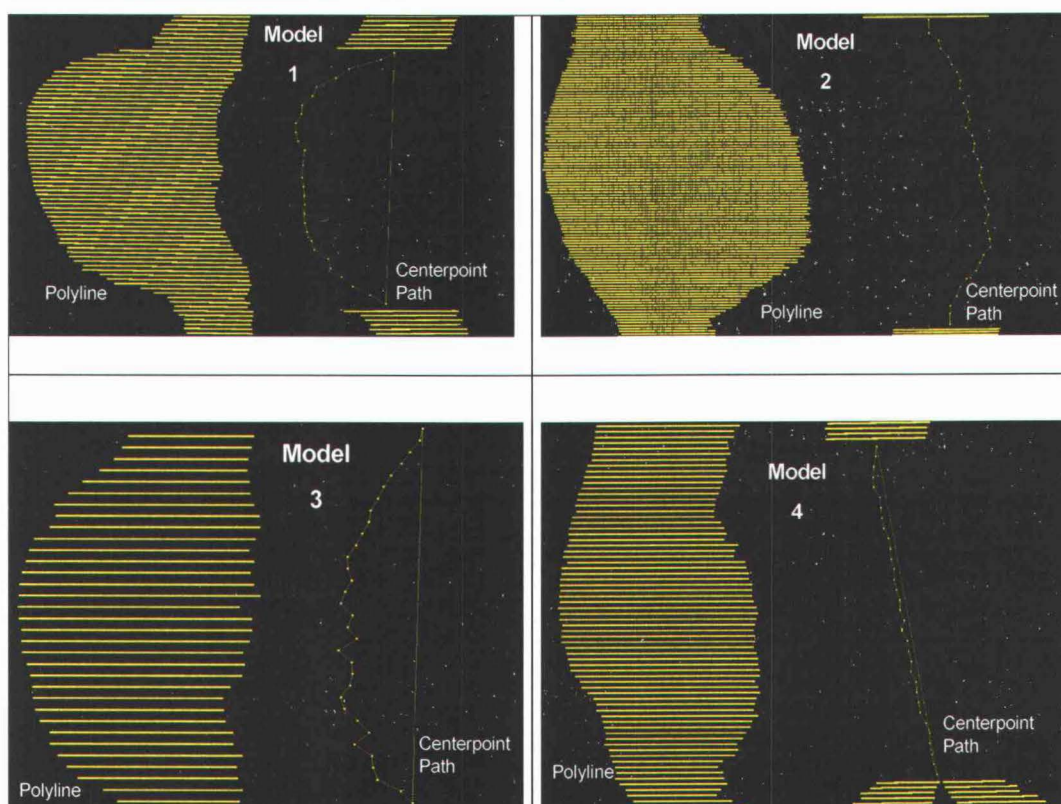 Model
1
Polyline
Centerpoint
Path
Model
2
Polyline
Centerpoint
Path
Model
3
Polyline
Centerpoint
Path
Model
4
Polyline
Centerpoint
Path